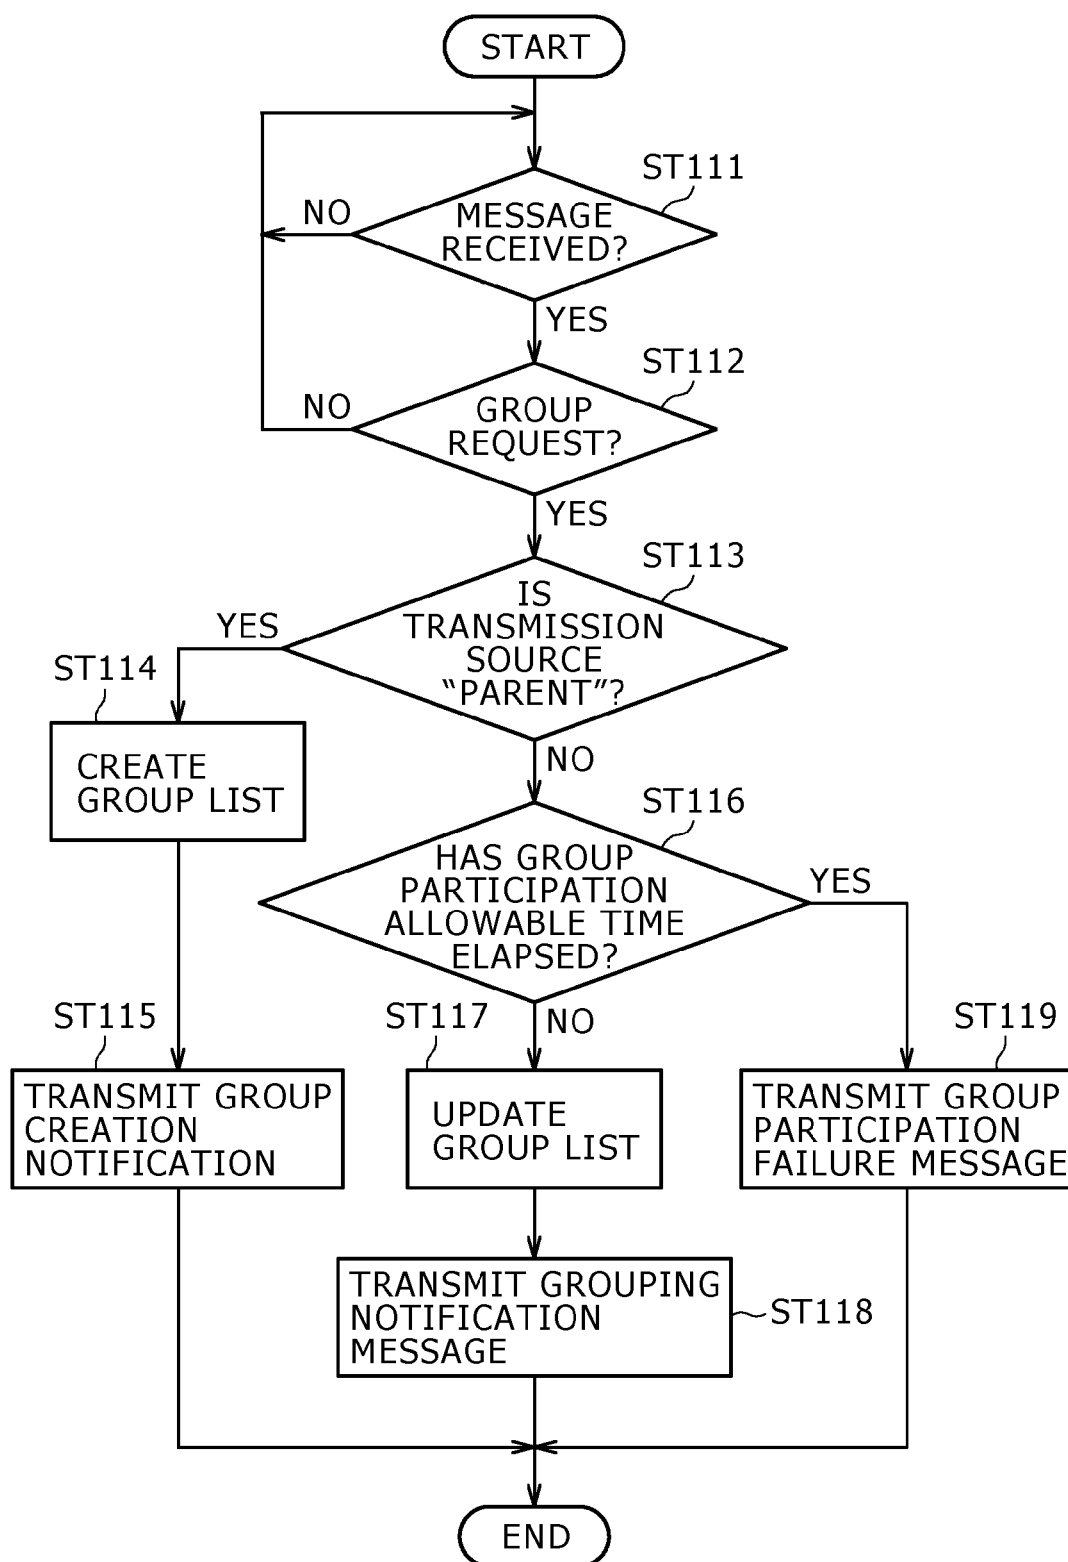 START
ST111
NO
MESSAGE
RECEIVED?
YES
ST112
NO
GROUP
REQUEST?
YES
ST113
YES
IS
TRANSMISSION
SOURCE
“PARENT”?
ST114
NO
CREATE
GROUP LIST
ST116
HAS GROUP
PARTICIPATION
ALLOWABLE TIME
ELAPSED?
YES
ST115
ST117
NO
ST119
TRANSMIT GROUP
CREATION
NOTIFICATION
UPDATE
GROUP LIST
TRANSMIT GROUP
PARTICIPATION
FAILURE MESSAGE
TRANSMIT GROUPING
NOTIFICATION
MESSAGE
ST118
END